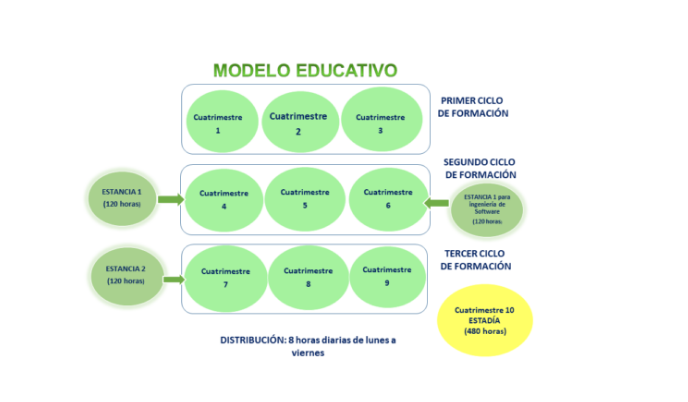 MODELO EDUCATIVO
PRIMER CICLO
DE FORMACIÓN
Cuatrimestre
1
Cuatrimestre
2
Cuatrimestre
3
SEGUNDO CICLO
DE FORMACIÓN
ESTANCIA 1
(120 horas)
Cuatrimestre
4
Cuatrimestre
5
Cuatrimestre
6
ESTANCIA 1 para
ingeniería de
Software
(120 horas
TERCER CICLO
DE FORMACIÓN
ESTANCIA 2
(120 horas)
Cuatrimestre
7
Cuatrimestre
8
Cuatrimestre
9
Cuatrimestre 10
ESTADÍA
(480 horas)
DISTRIBUCIÓN: 8 horas diarias de lunes a
viernes